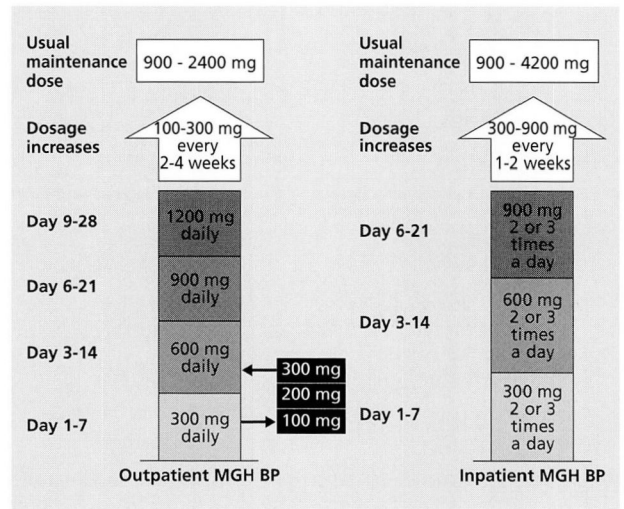 Usual
maintenance
dose
900 - 2400 mg
Dosage
increases
100-300 mg
every
2-4 weeks
Day 9-28
1200 mg
daily
Day 6-21
900 mg
daily
Day 3-14
600 mg
daily
Day 1-7
300 mg
daily
300 mg
200 mg
100 mg
Outpatient MGH BP
Usual
maintenance
dose
900 - 4200 mg
Dosage
increases
300-900 mg
every
1-2 weeks
Day 6-21
900 mg
2 or 3
times
a day
Day 3-14
600 mg
2 or 3
times
a day
Day 1-7
300 mg
2 or 3
times
a day
Inpatient MGH BP